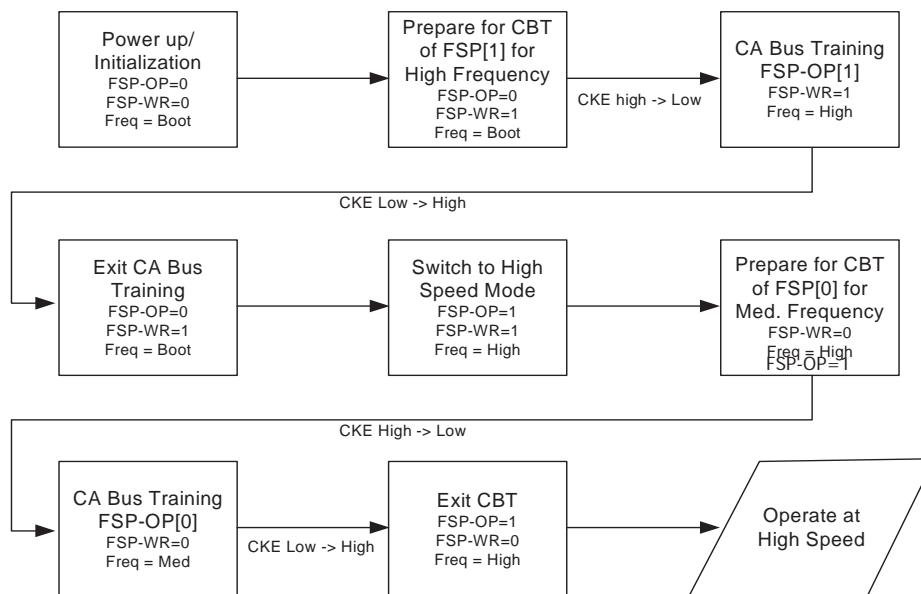 Power up/
Initialization
FSP-OP=0
FSP-WR=0
Freq = Boot
Prepare for CBT
of FSP[1] for
High Frequency
FSP-OP=0
FSP-WR=1
Freq = Boot
CKE high -> Low
CA Bus Training
FSP-OP[1]
FSP-WR=1
Freq = High
CKE Low -> High
Exit CA Bus
Training
FSP-OP=0
FSP-WR=1
Freq = Boot
Switch to High
Speed Mode
FSP-OP=1
FSP-WR=1
Freq = High
Prepare for CBT
of FSP[0] for
Med. Frequency
FSP-WR=0
Freq = High
FSP-OP=1
CKE High -> Low
CA Bus Training
FSP-OP[0]
FSP-WR=0
Freq = Med
CKE Low -> High
Exit CBT
FSP-OP=1
FSP-WR=0
Freq = High
Operate at
High Speed